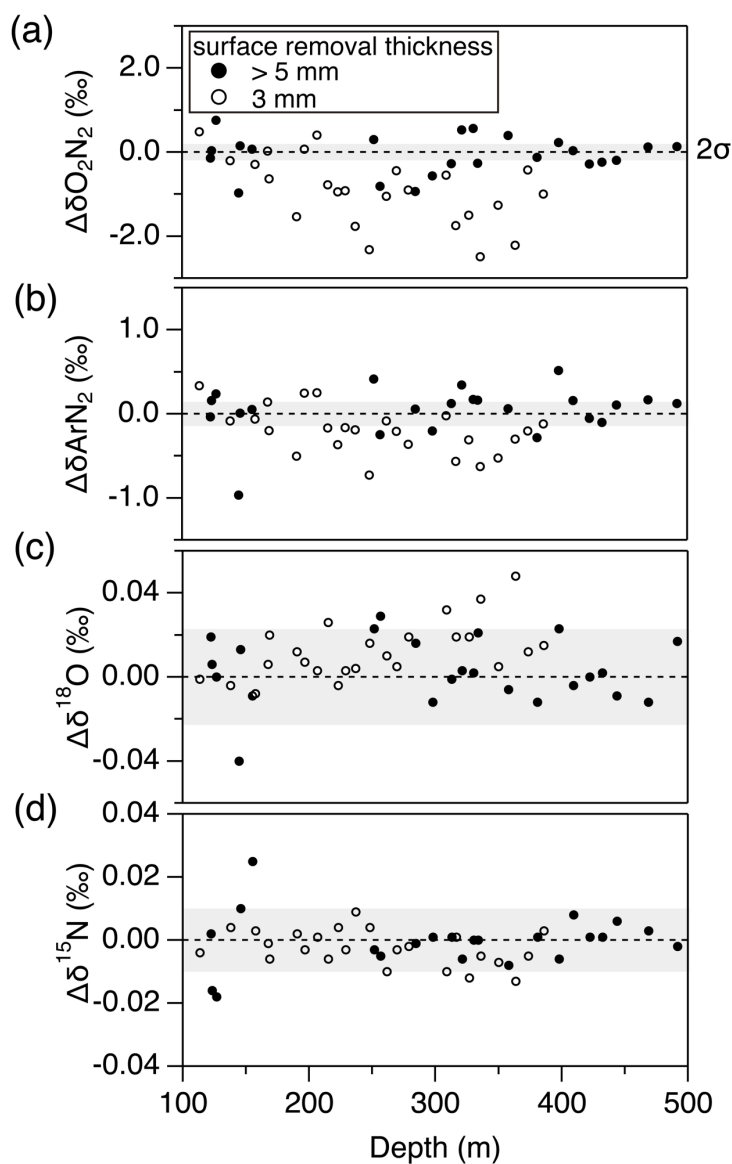 (a)
surface removal thickness
> 5 mm
3 mm
2.0
0.0
-2.0
ΔδO₂N₂ (‰)
2σ
(b)
1.0
0.0
-1.0
ΔδArN₂ (‰)
(c)
0.04
0.00
-0.04
Δδ¹⁸O (‰)
(d)
0.04
0.02
0.00
-0.02
-0.04
Δδ¹⁵N (‰)
100 200 300 400 500
Depth (m)